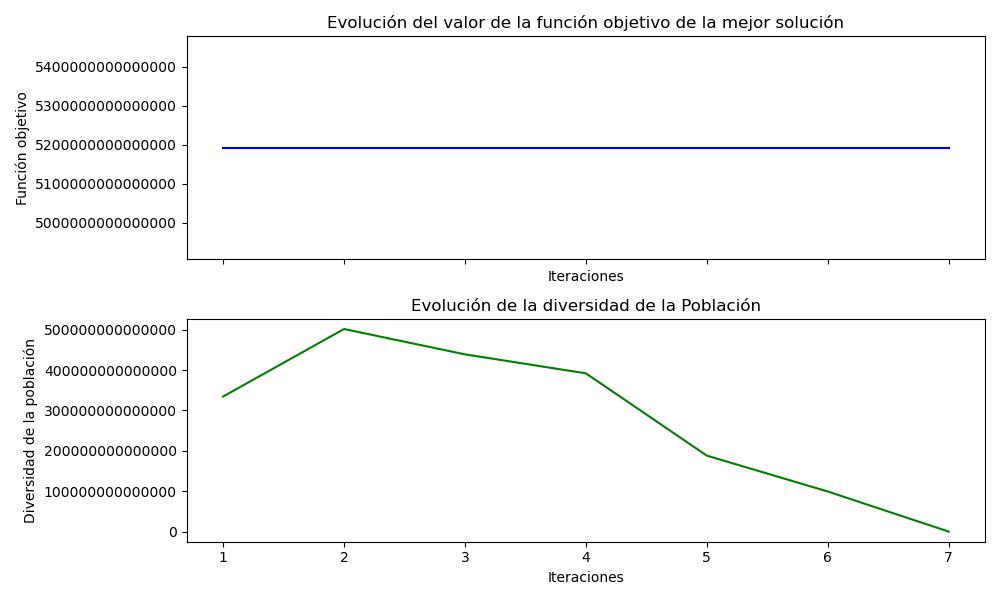 Evolución del valor de la función objetivo de la mejor solución
Función objetivo
5400000000000000
5300000000000000
5200000000000000
5100000000000000
5000000000000000
Iteraciones
Evolución de la diversidad de la Población
Diversidad de la población
500000000000000
400000000000000
300000000000000
200000000000000
100000000000000
0
1 2 3 4 5 6 7
Iteraciones